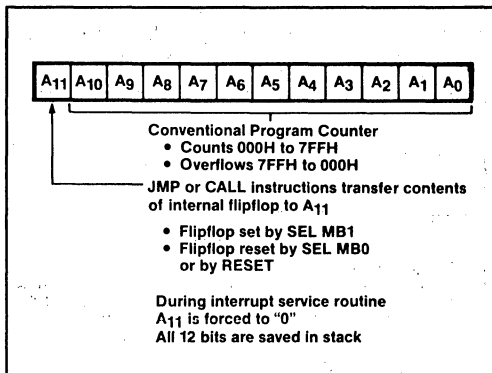 A11 A10 A9 A8 A7 A6 A5 A4 A3 A2 A1 A0
Conventional Program Counter
• Counts 000H to 7FFH
• Overflows 7FFH to 000H
JMP or CALL instructions transfer contents
of internal flipflop to A11
• Flipflop set by SEL MB1
• Flipflop reset by SEL MB0
or by RESET
During interrupt service routine
A11 is forced to "0"
All 12 bits are saved in stack